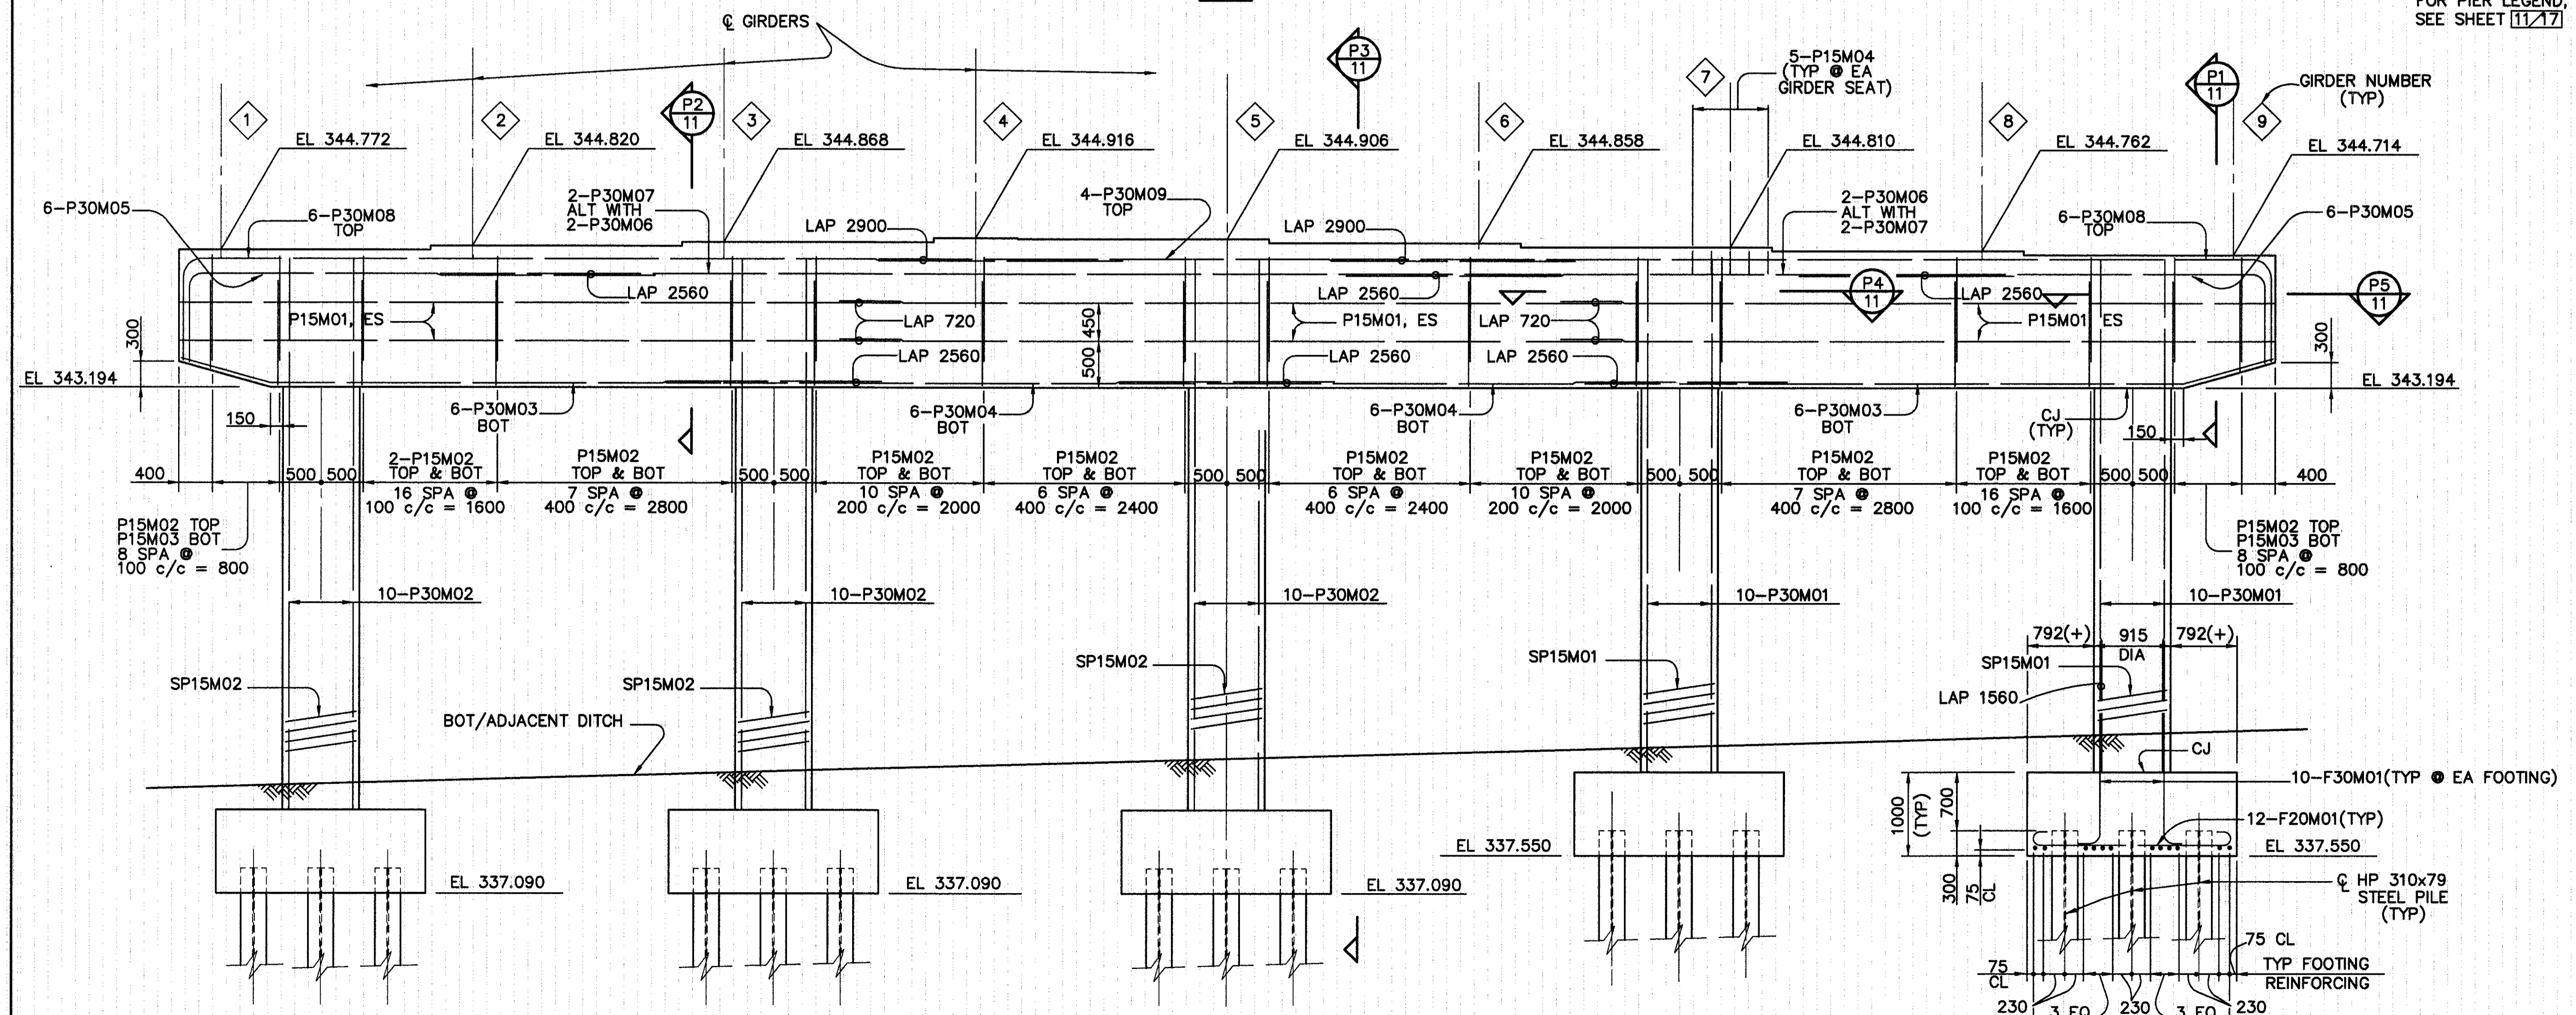 FOR PIER LEGEND,
SEE SHEET 11/17
℄ GIRDERS
P3
11
5-P15M04
(TYP @ EA
GIRDER SEAT)
P1
11
GIRDER NUMBER
(TYP)
P2
11
1
2
3
4
5
6
7
8
9
EL 344.772
EL 344.820
EL 344.868
EL 344.916
EL 344.906
EL 344.858
EL 344.810
EL 344.762
EL 344.714
6-P30M05
6-P30M08
TOP
2-P30M07
ALT WITH
2-P30M06
LAP 2900
4-P30M09
TOP
LAP 2900
2-P30M06
ALT WITH
2-P30M07
6-P30M08
TOP
6-P30M05
LAP 2560
LAP 2560
P4
11
LAP 2560
P5
11
300
P15M01, ES
LAP 720
450
P15M01, ES
LAP 720
P15M01 ES
300
LAP 2560
500
LAP 2560
LAP 2560
EL 343.194
EL 343.194
150
6-P30M03
BOT
6-P30M04
BOT
6-P30M04
BOT
6-P30M03
BOT
CJ
(TYP)
150
400
500 500
2-P15M02
TOP & BOT
16 SPA @
100 c/c = 1600
P15M02
TOP & BOT
7 SPA @
400 c/c = 2800
500 500
P15M02
TOP & BOT
10 SPA @
200 c/c = 2000
P15M02
TOP & BOT
6 SPA @
400 c/c = 2400
500 500
P15M02
TOP & BOT
6 SPA @
400 c/c = 2400
P15M02
TOP & BOT
10 SPA @
200 c/c = 2000
500 500
P15M02
TOP & BOT
7 SPA @
400 c/c = 2800
P15M02
TOP & BOT
16 SPA @
100 c/c = 1600
500 500
400
P15M02 TOP
P15M03 BOT
8 SPA @
100 c/c = 800
P15M02 TOP
P15M03 BOT
8 SPA @
100 c/c = 800
10-P30M02
10-P30M02
10-P30M02
10-P30M01
10-P30M01
792(+)
915
DIA
792(+)
SP15M02
SP15M02
SP15M02
SP15M01
SP15M01
LAP 1560
BOT/ADJACENT DITCH
CJ
10-F30M01(TYP @ EA FOOTING)
1000
(TYP)
700
12-F20M01(TYP)
300
75
CL
EL 337.090
EL 337.090
EL 337.090
EL 337.550
EL 337.550
℄ HP 310x79
STEEL PILE
(TYP)
75 CL
75
CL
TYP FOOTING
REINFORCING
230
3 EQ
230
3 EQ
230